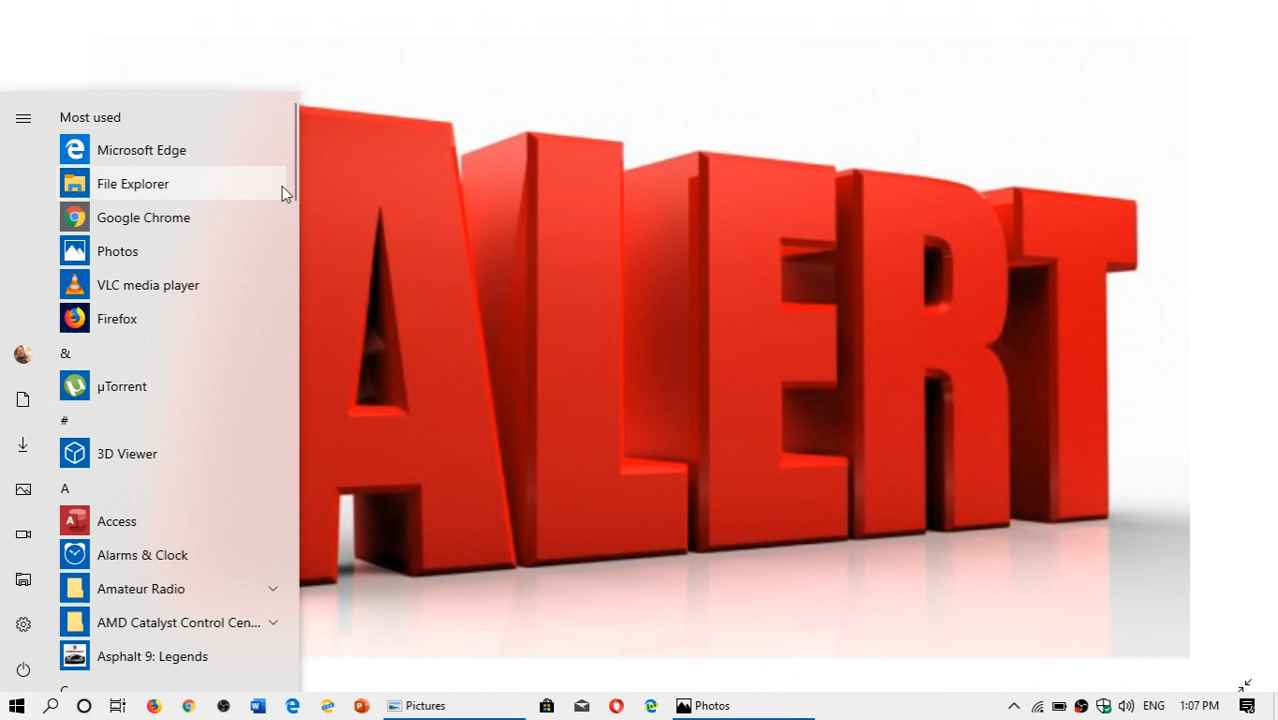 Most used
Microsoft Edge
File Explorer
Google Chrome
Photos
VLC media player
Firefox
&
µTorrent
#
3D Viewer
A
Access
Alarms & Clock
Amateur Radio
AMD Catalyst Control Cen...
Asphalt 9: Legends
ALERT
Pictures
Photos
ENG
1:07 PM